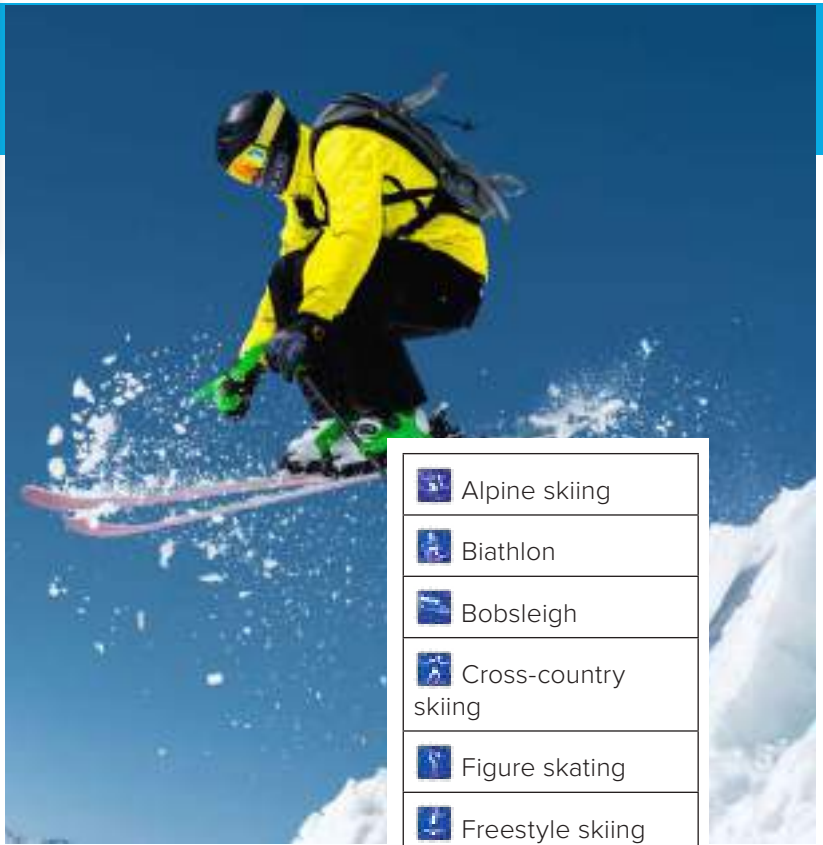 Alpine skiing
Biathlon
Bobsleigh
Cross-country
skiing
Figure skating
Freestyle skiing